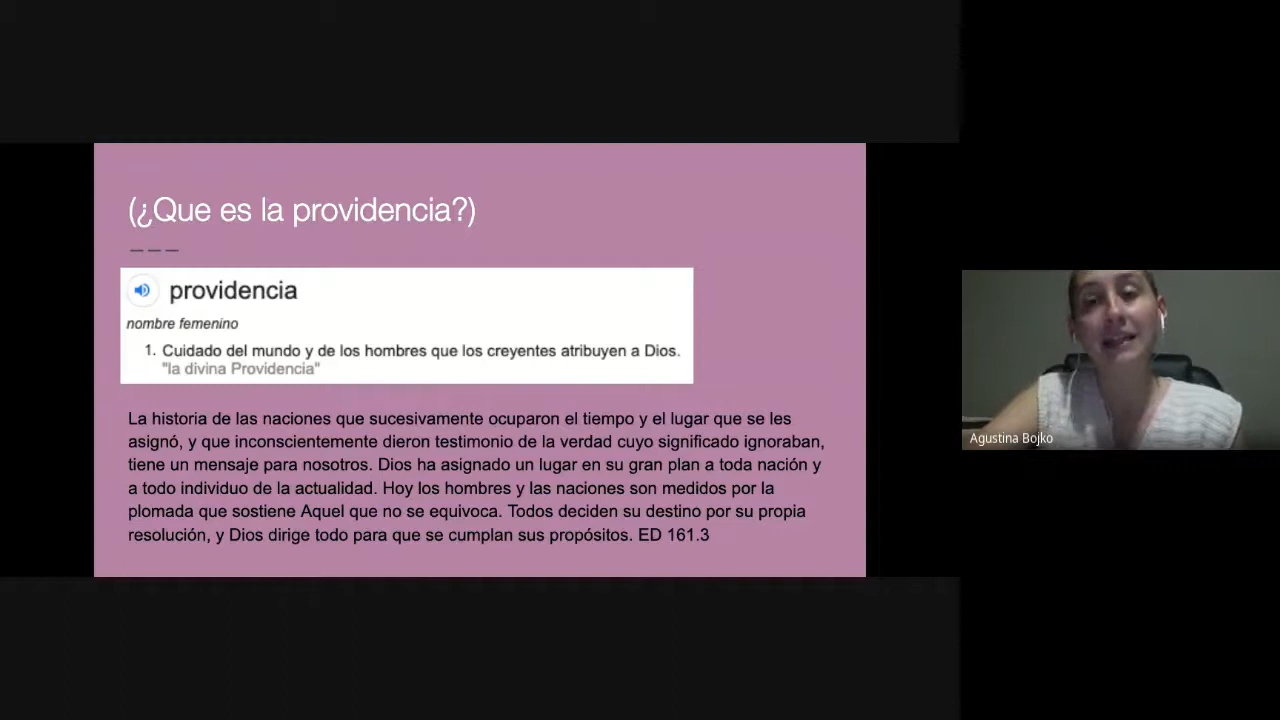 (¿Que es la providencia?)
providencia
nombre femenino
1. Cuidado del mundo y de los hombres que los creyentes atribuyen a Dios.
"la divina Providencia"
La historia de las naciones que sucesivamente ocuparon el tiempo y el lugar que se les
asignó, y que inconscientemente dieron testimonio de la verdad cuyo significado ignoraban,
tiene un mensaje para nosotros. Dios ha asignado un lugar en su gran plan a toda nación y
a todo individuo de la actualidad. Hoy los hombres y las naciones son medidos por la
plomada que sostiene Aquel que no se equivoca. Todos deciden su destino por su propia
resolución, y Dios dirige todo para que se cumplan sus propósitos. ED 161.3
Agustina Bojko